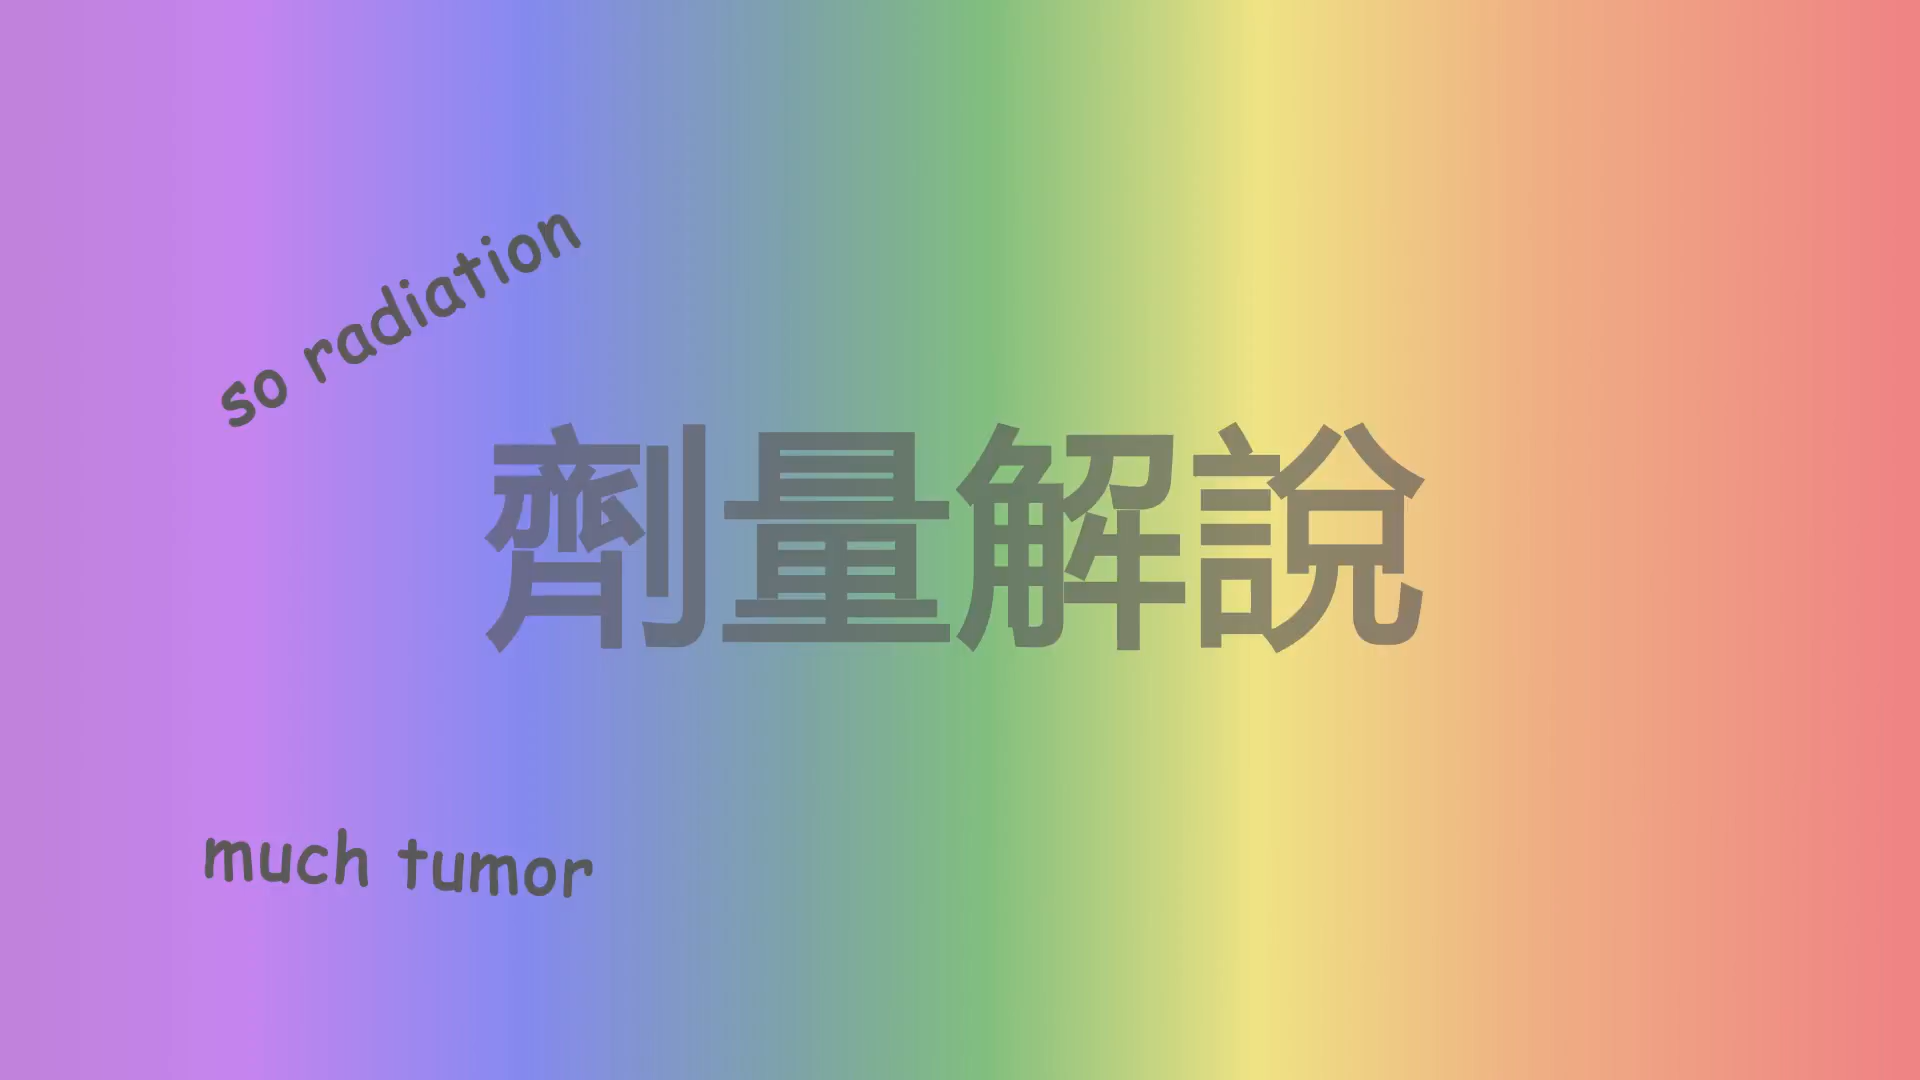 so radiation
劑量解說
much tumor